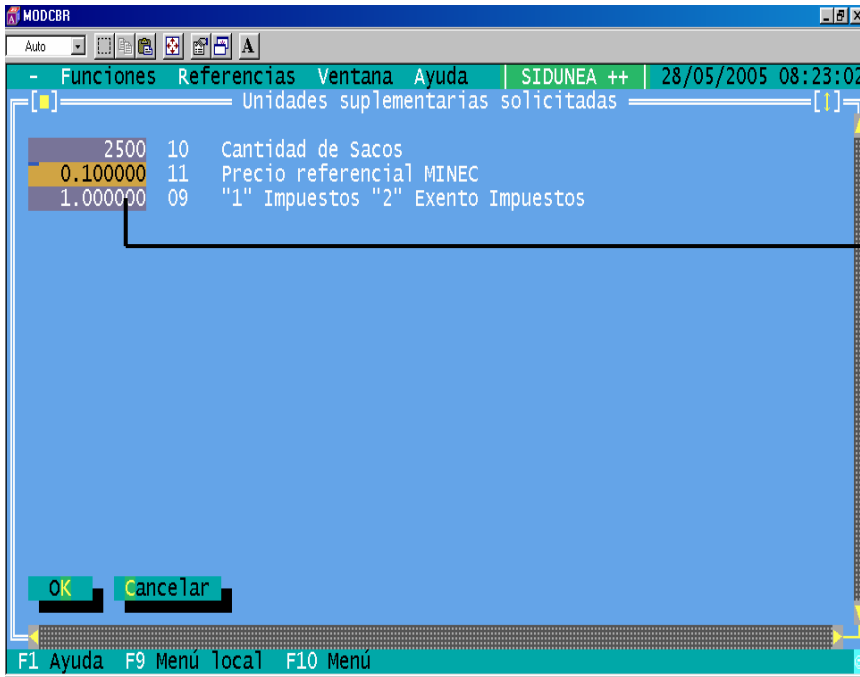 MODCBR
Auto
A
- Funciones Referencias Ventana Ayuda | SIDUNEA ++ | 28/05/2005 08:23:02
Unidades suplementarias solicitadas
2500 10 Cantidad de Sacos
0.100000 11 Precio referencial MINEC
1.000000 09 "1" Impuestos "2" Exento Impuestos
OK Cancelar
F1 Ayuda F9 Menú local F10 Menú